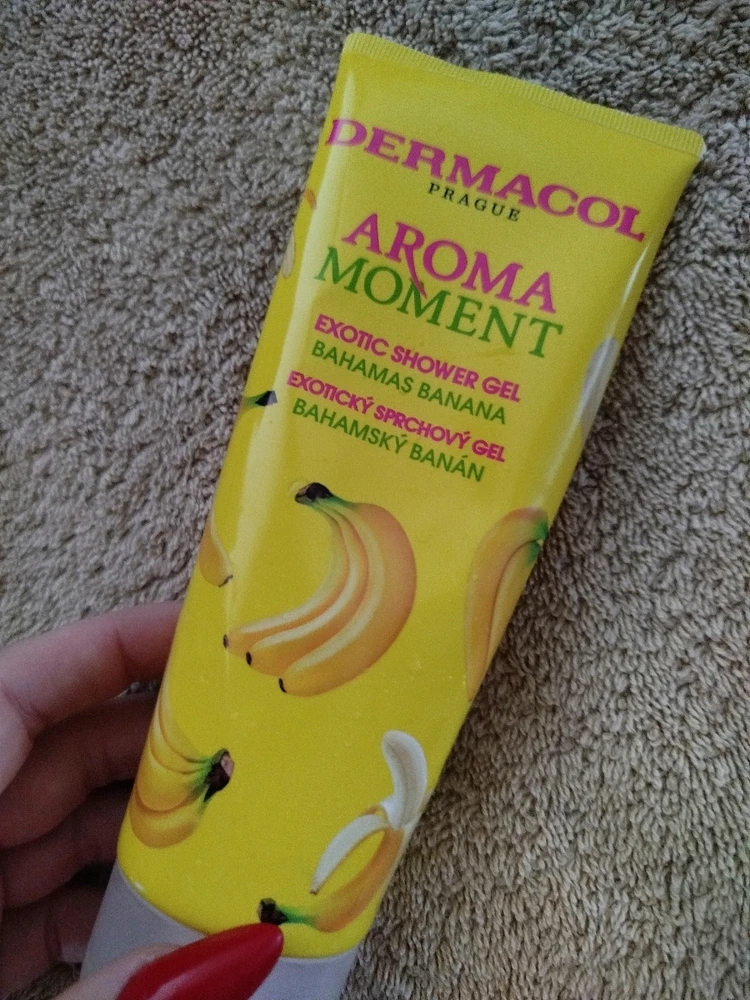 DERMACOL
PRAGUE
AROMA
MOMENT
EXOTIC SHOWER GEL
BAHAMAS BANANA
EXOTICKÝ SPRCHOVÝ GEL
BAHAMSKÝ BANÁN